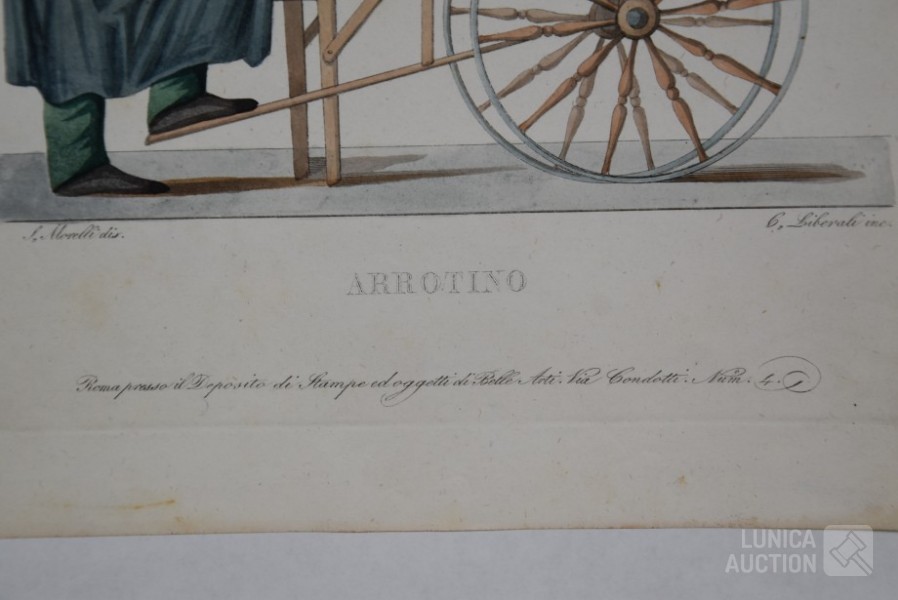 S. Morelli dis.
C. Liberali inc.
ARROTINO
Roma presso il Deposito di Stampe ed oggetti di Belle Arti. Via Condotti. Num. 4.
LUNICA
AUCTION